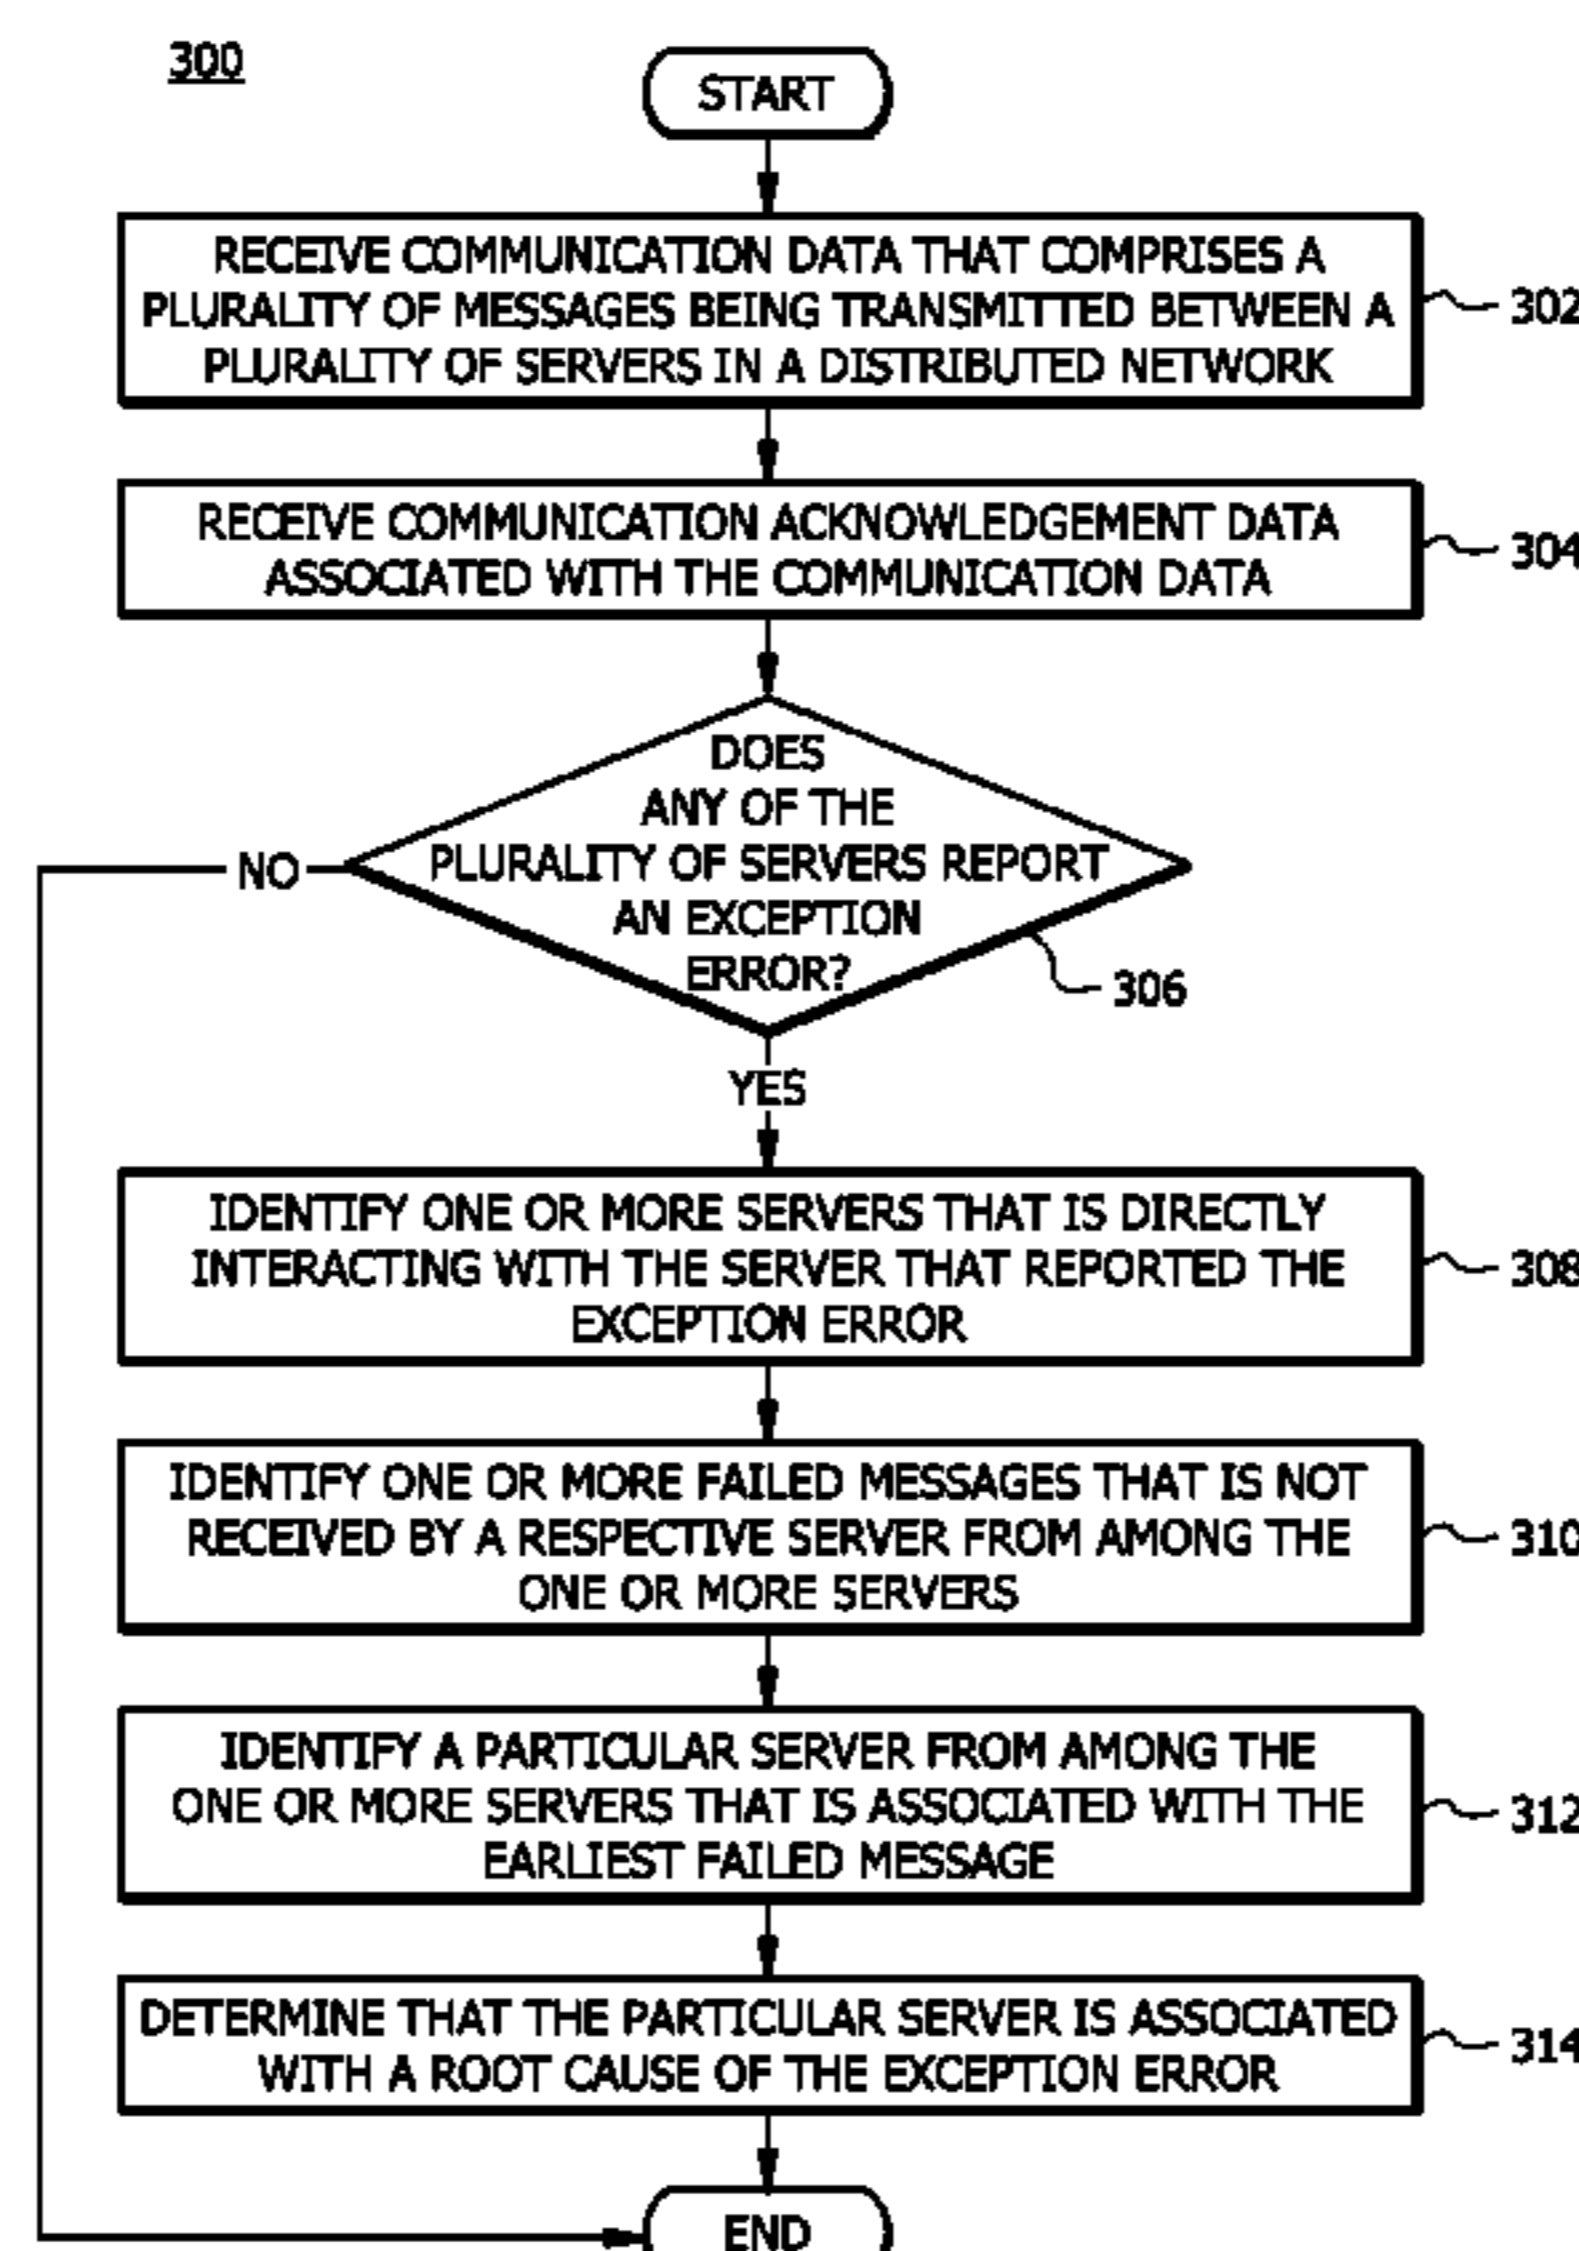 300
START
RECEIVE COMMUNICATION DATA THAT COMPRISES A
PLURALITY OF MESSAGES BEING TRANSMITTED BETWEEN A
PLURALITY OF SERVERS IN A DISTRIBUTED NETWORK
302
RECEIVE COMMUNICATION ACKNOWLEDGEMENT DATA
ASSOCIATED WITH THE COMMUNICATION DATA
304
DOES
ANY OF THE
PLURALITY OF SERVERS REPORT
AN EXCEPTION
ERROR?
NO
306
YES
IDENTIFY ONE OR MORE SERVERS THAT IS DIRECTLY
INTERACTING WITH THE SERVER THAT REPORTED THE
EXCEPTION ERROR
308
IDENTIFY ONE OR MORE FAILED MESSAGES THAT IS NOT
RECEIVED BY A RESPECTIVE SERVER FROM AMONG THE
ONE OR MORE SERVERS
310
IDENTIFY A PARTICULAR SERVER FROM AMONG THE
ONE OR MORE SERVERS THAT IS ASSOCIATED WITH THE
EARLIEST FAILED MESSAGE
312
DETERMINE THAT THE PARTICULAR SERVER IS ASSOCIATED
WITH A ROOT CAUSE OF THE EXCEPTION ERROR
314
END